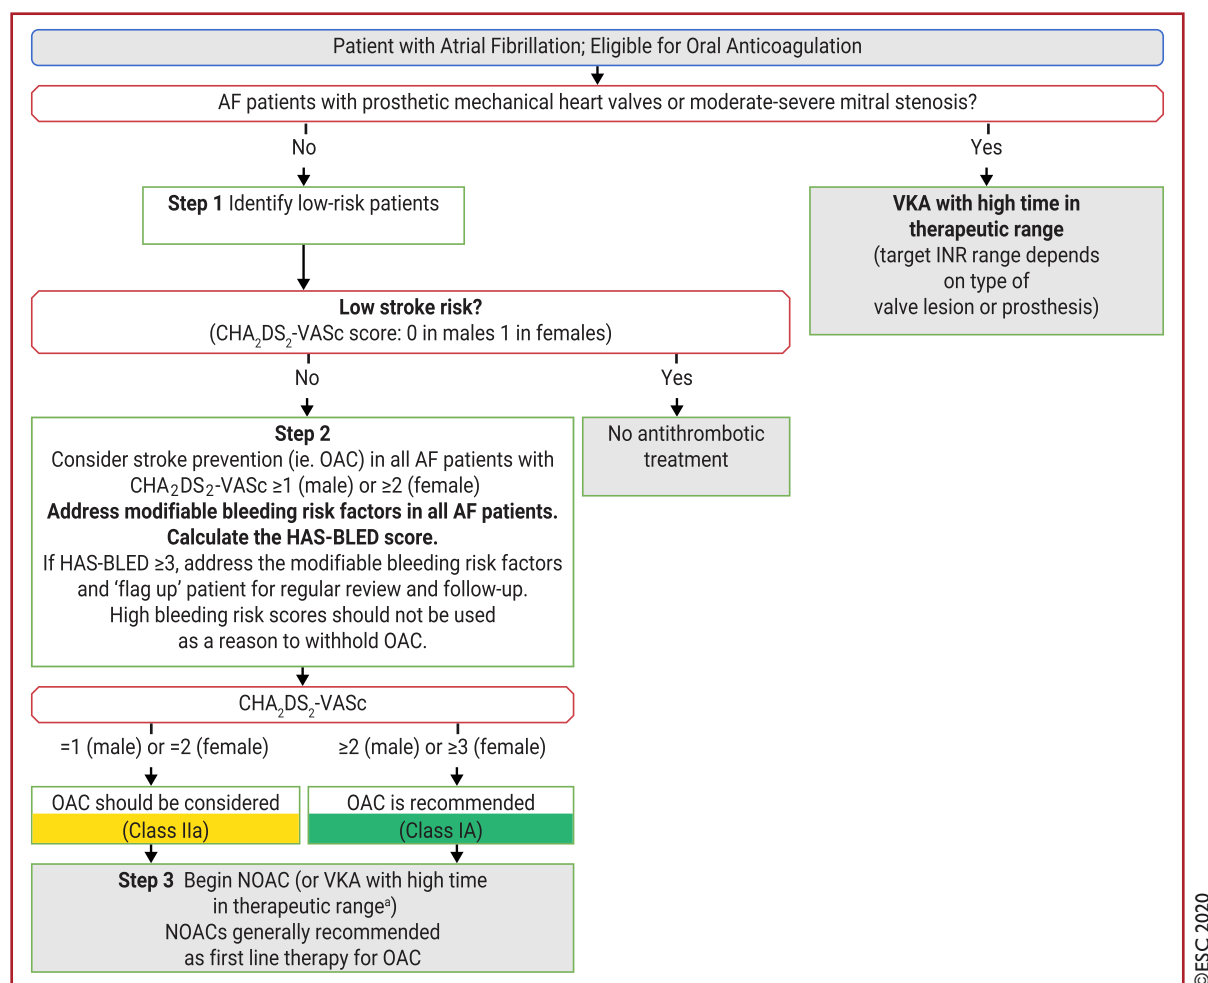 Patient with Atrial Fibrillation; Eligible for Oral Anticoagulation
AF patients with prosthetic mechanical heart valves or moderate-severe mitral stenosis?
No
Yes
Step 1 Identify low-risk patients
VKA with high time in
therapeutic range
(target INR range depends
on type of
valve lesion or prosthesis)
Low stroke risk?
(CHA₂DS₂-VASc score: 0 in males 1 in females)
No
Yes
Step 2
Consider stroke prevention (ie. OAC) in all AF patients with
CHA₂DS₂-VASc ≥1 (male) or ≥2 (female)
Address modifiable bleeding risk factors in all AF patients.
Calculate the HAS-BLED score.
If HAS-BLED ≥3, address the modifiable bleeding risk factors
and ‘flag up’ patient for regular review and follow-up.
High bleeding risk scores should not be used
as a reason to withhold OAC.
No antithrombotic
treatment
CHA₂DS₂-VASc
=1 (male) or =2 (female)
≥2 (male) or ≥3 (female)
OAC should be considered
(Class IIa)
OAC is recommended
(Class IA)
Step 3 Begin NOAC (or VKA with high time
in therapeutic rangeᵃ)
NOACs generally recommended
as first line therapy for OAC
©ESC 2020